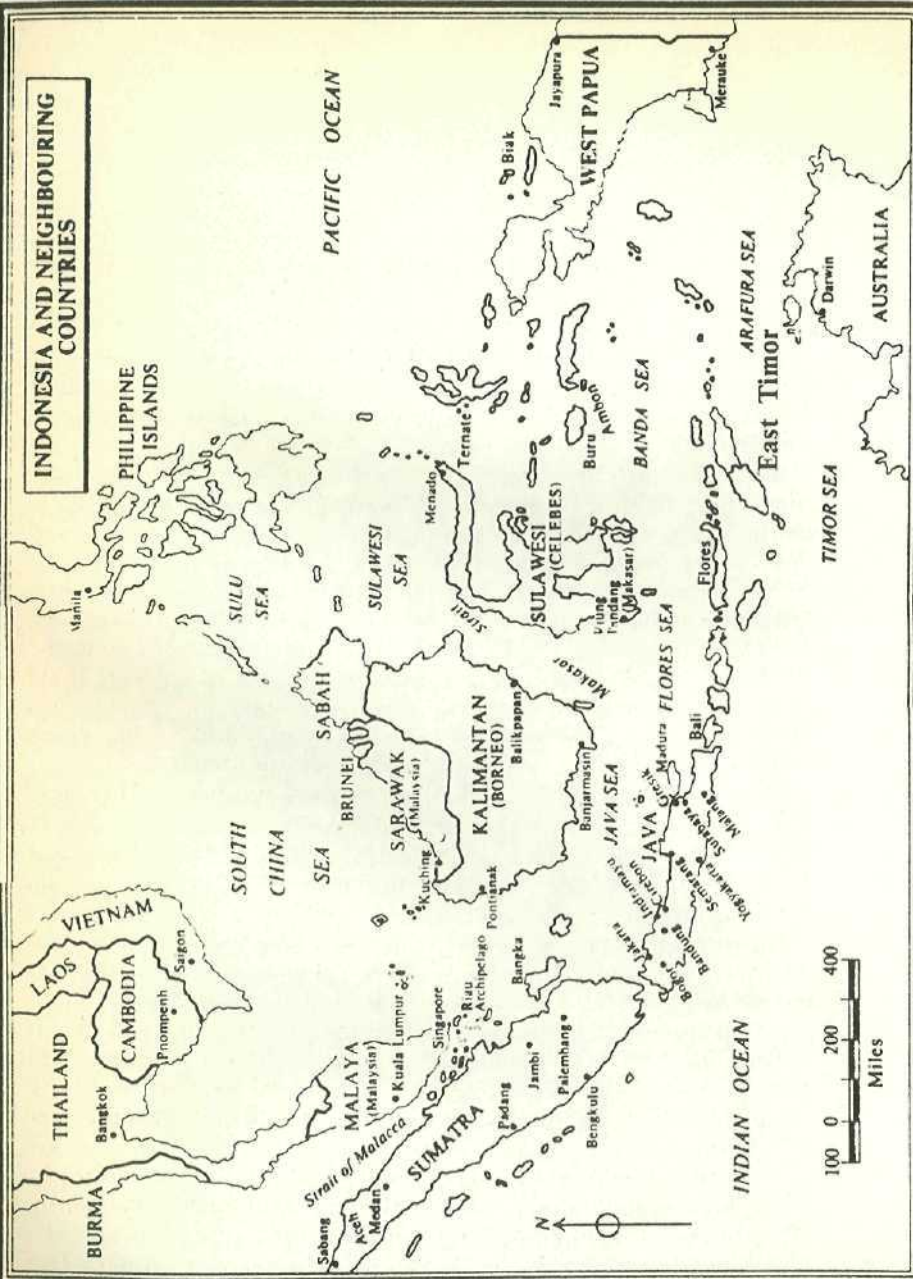 INDONESIA AND NEIGHBOURING
COUNTRIES
BURMA
THAILAND
Bangkok
LAOS
CAMBODIA
Pnompenh
VIETNAM
Saigon
Manila
PHILIPPINE
ISLANDS
PACIFIC OCEAN
SOUTH
CHINA
SEA
SULU
SEA
SULAWESI
SEA
MALAYA
(Malaysia)
Kuala Lumpur
Singapore
Riau
Archipelago
Strait of Malacca
Sabang
Aceh
Medan
SUMATRA
Padang
Jambi
Palembang
Bengkulu
Bangka
BRUNEI
SABAH
SARAWAK
(Malaysia)
Kuching
Pontianak
KALIMANTAN
(BORNEO)
Balikpapan
Banjarmasin
Makasar
Strait
Menado
Ternate
SULAWESI
(CELEBES)
Pandang
(Makasar)
Buru
Ambon
BANDA SEA
Biak
Jayapura
WEST PAPUA
Merauke
JAVA SEA
FLORES SEA
Jakarta
Bogor
Bandung
Indramayu
Cirebon
Semarang
Yogyakarta
JAVA
Gresik
Madura
Surabaya
Malang
Bali
Flores
East Timor
TIMOR SEA
ARAFURA SEA
Darwin
AUSTRALIA
INDIAN OCEAN
N
100 0 200 400
Miles